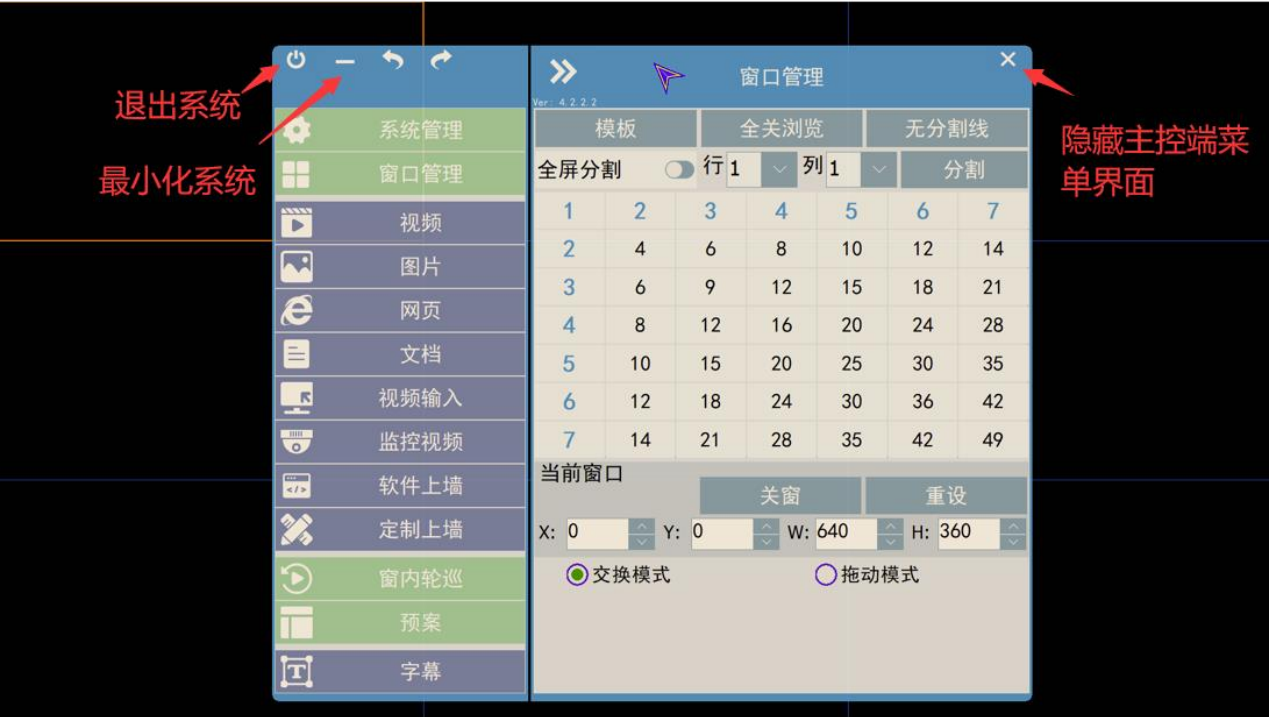 退出系统
最小化系统
隐藏主控端菜
单界面
Ver: 4.2.2.2
窗口管理
系统管理
窗口管理
视频
图片
网页
文档
视频输入
监控视频
软件上墙
定制上墙
窗内轮巡
预案
字幕
模板 全关浏览 无分割线
全屏分割 行 1 列 1 分割
1 2 3 4 5 6 7
2 4 6 8 10 12 14
3 6 9 12 15 18 21
4 8 12 16 20 24 28
5 10 15 20 25 30 35
6 12 18 24 30 36 42
7 14 21 28 35 42 49
当前窗口
关窗 重设
X: 0 Y: 0 W: 640 H: 360
交换模式 拖动模式